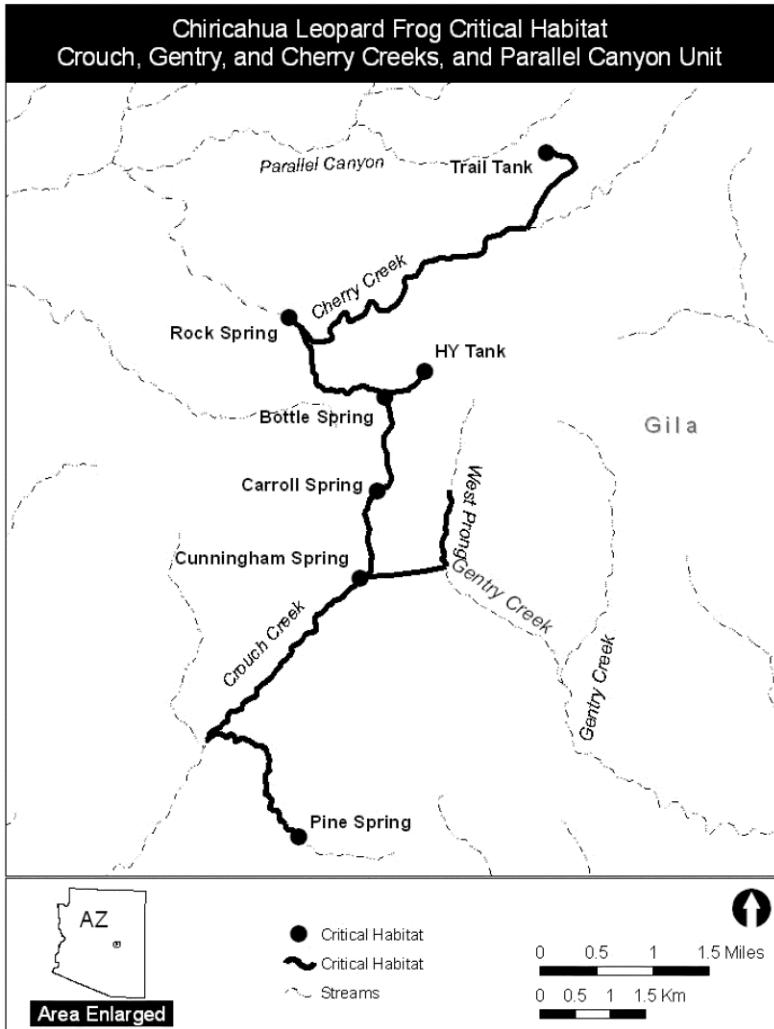 Chiricahua Leopard Frog Critical Habitat
Crouch, Gentry, and Cherry Creeks, and Parallel Canyon Unit
Parallel Canyon
Trail Tank
Cherry Creek
Rock Spring
HY Tank
Bottle Spring
Gila
Carroll Spring
West Prong
Cunningham Spring
Gentry Creek
Crouch Creek
Gentry Creek
Pine Spring
AZ
Area Enlarged
Critical Habitat
Critical Habitat
Streams
0 0.5 1 1.5 Miles
0 0.5 1 1.5 Km